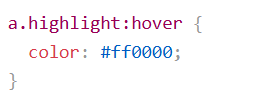 a.highlight:hover {
  color: #ff0000;
}